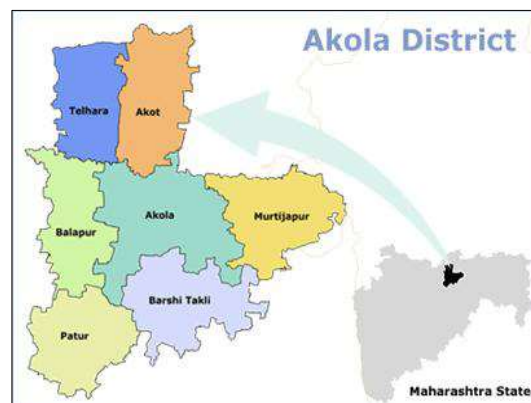 Akola District
Telhara
Akot
Akola
Murtijapur
Balapur
Barshi Takli
Patur
Maharashtra State